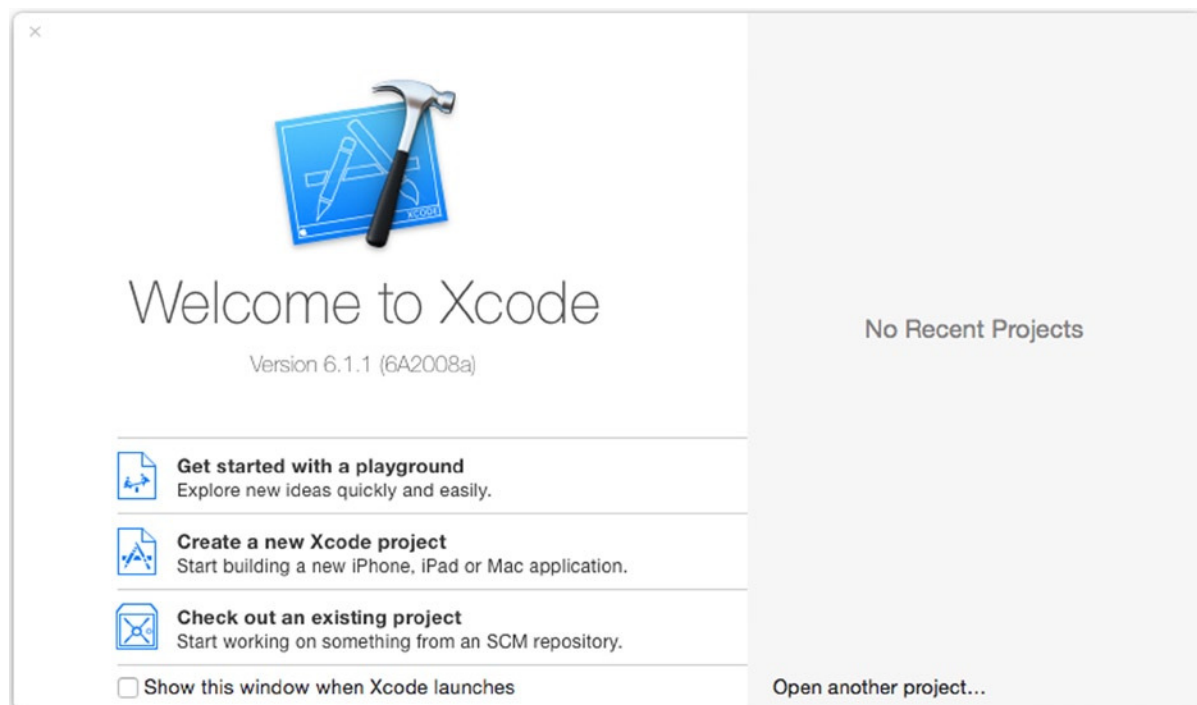 XCODE
Welcome to Xcode
Version 6.1.1 (6A2008a)
Get started with a playground
Explore new ideas quickly and easily.
Create a new Xcode project
Start building a new iPhone, iPad or Mac application.
Check out an existing project
Start working on something from an SCM repository.
Show this window when Xcode launches
No Recent Projects
Open another project...